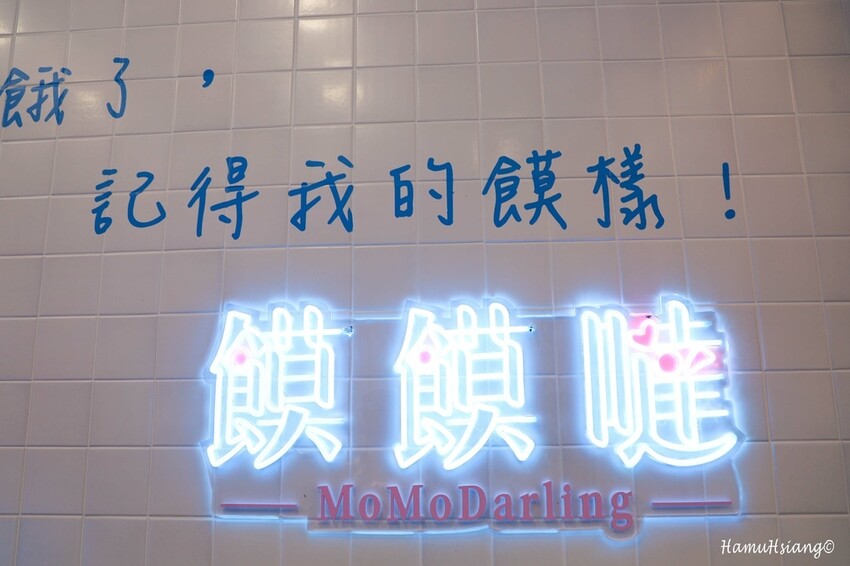 餓了，
記得我的饃樣！
饃饃噠
MoMoDarling
HamuHsiang©